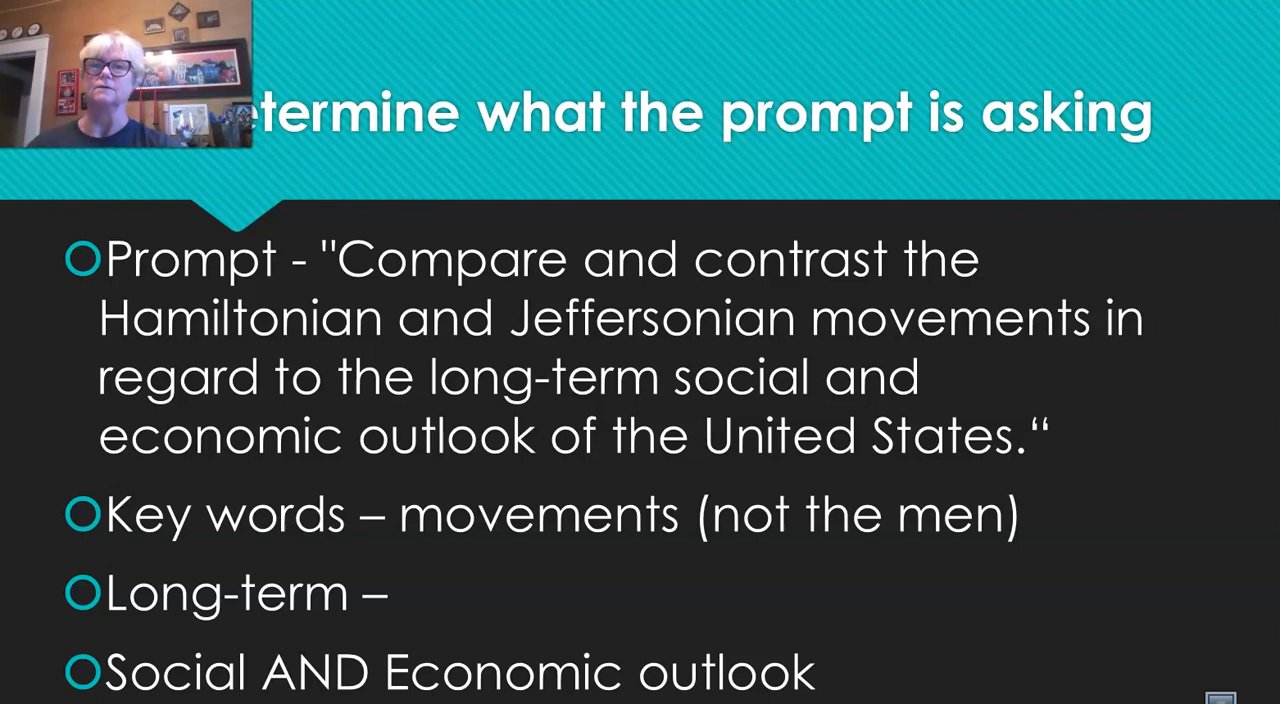 etermine what the prompt is asking
Prompt - "Compare and contrast the
Hamiltonian and Jeffersonian movements in
regard to the long-term social and
economic outlook of the United States.“
Key words – movements (not the men)
Long-term –
Social AND Economic outlook